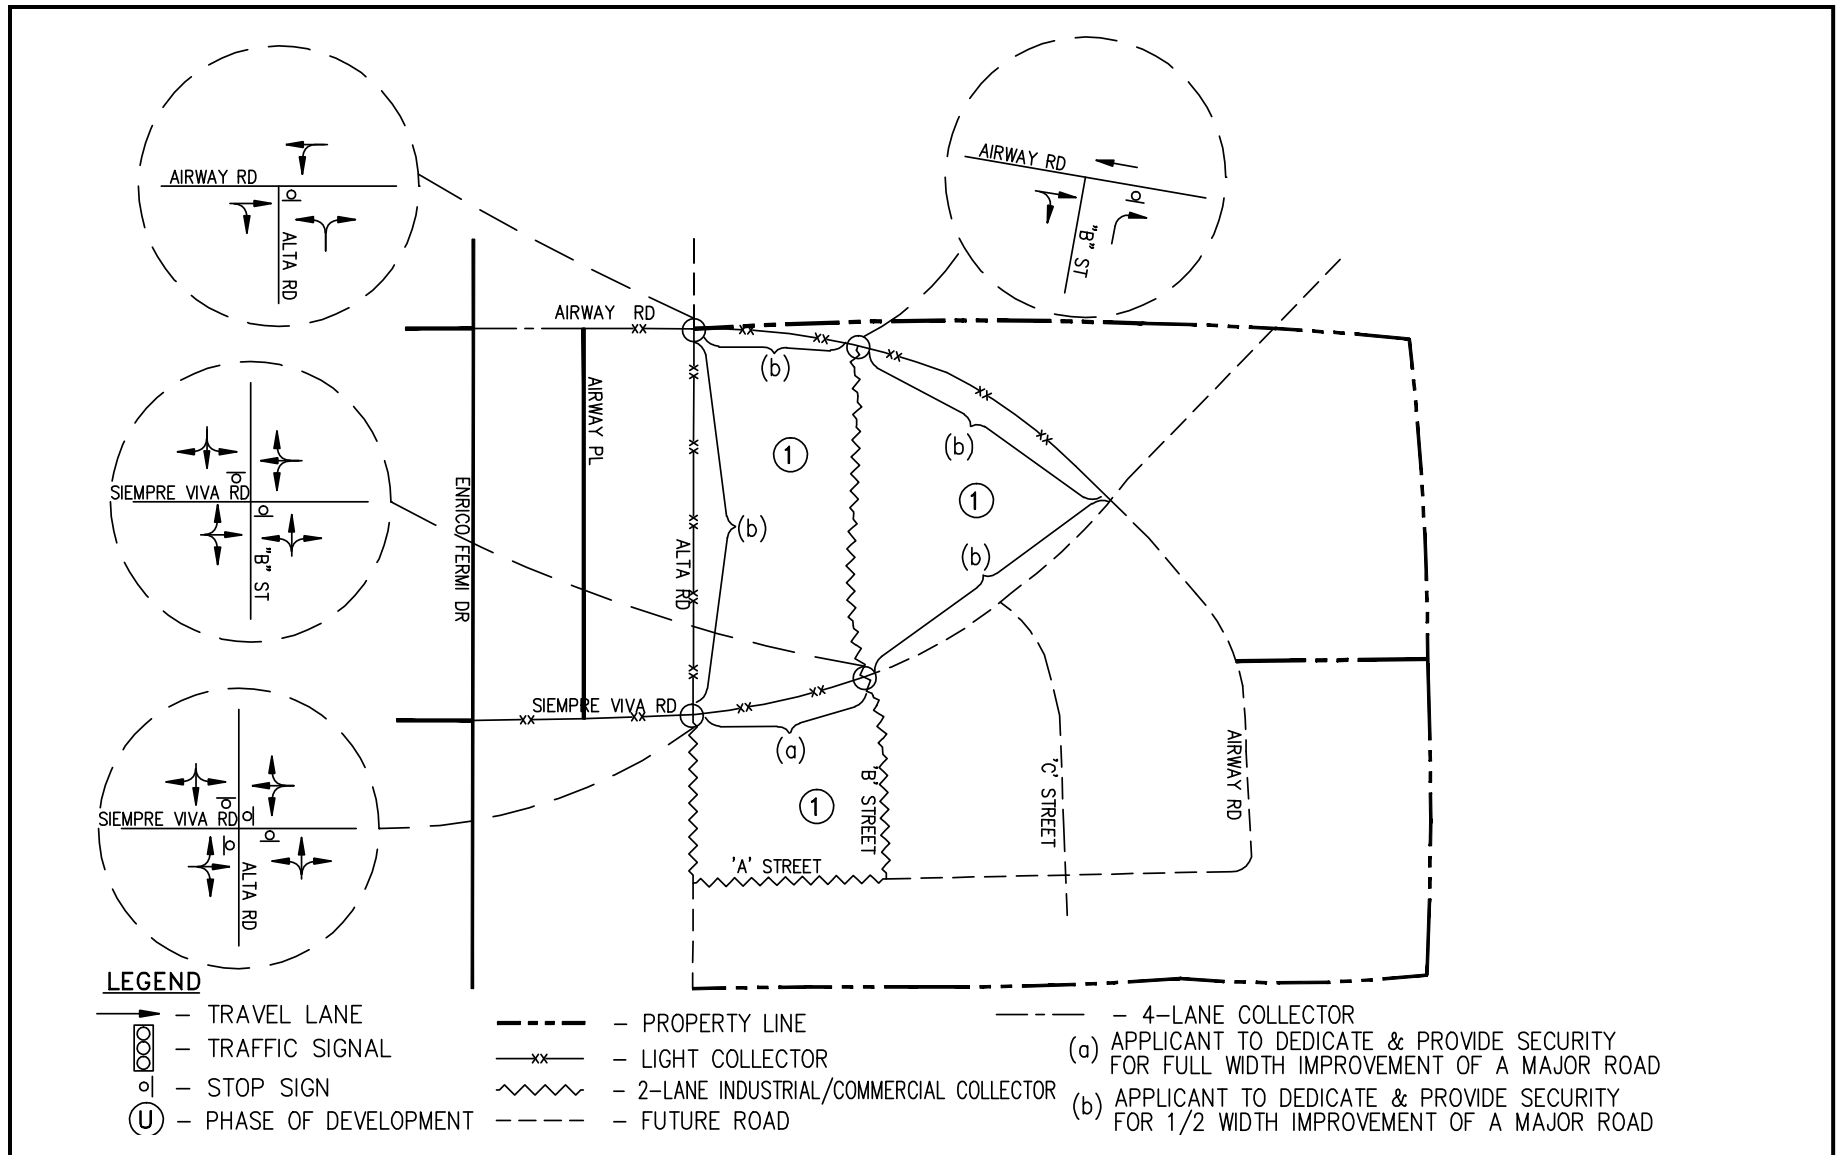 AIRWAY RD
ALTA RD
AIRWAY RD
"B" ST
AIRWAY RD
(b)
AIRWAY PL
(b)
1
1
SIEMPRE VIVA RD
"B" ST
ENRICO FERMI DR
(b)
ALTA RD
(b)
SIEMPRE VIVA RD
(a)
'B' STREET
'C' STREET
AIRWAY RD
1
SIEMPRE VIVA RD
ALTA RD
'A' STREET
LEGEND
– TRAVEL LANE
– TRAFFIC SIGNAL
– STOP SIGN
U – PHASE OF DEVELOPMENT
– PROPERTY LINE
XX – LIGHT COLLECTOR
– 2-LANE INDUSTRIAL/COMMERCIAL COLLECTOR
– FUTURE ROAD
– 4-LANE COLLECTOR
(a) APPLICANT TO DEDICATE & PROVIDE SECURITY
FOR FULL WIDTH IMPROVEMENT OF A MAJOR ROAD
(b) APPLICANT TO DEDICATE & PROVIDE SECURITY
FOR 1/2 WIDTH IMPROVEMENT OF A MAJOR ROAD